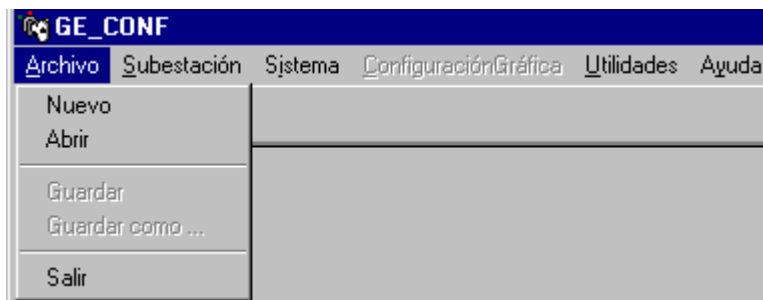 GE_CONF
Archivo Subestación Sistema ConfiguraciónGráfica Utilidades Ayuda
Nuevo
Abrir
Guardar
Guardar como ...
Salir